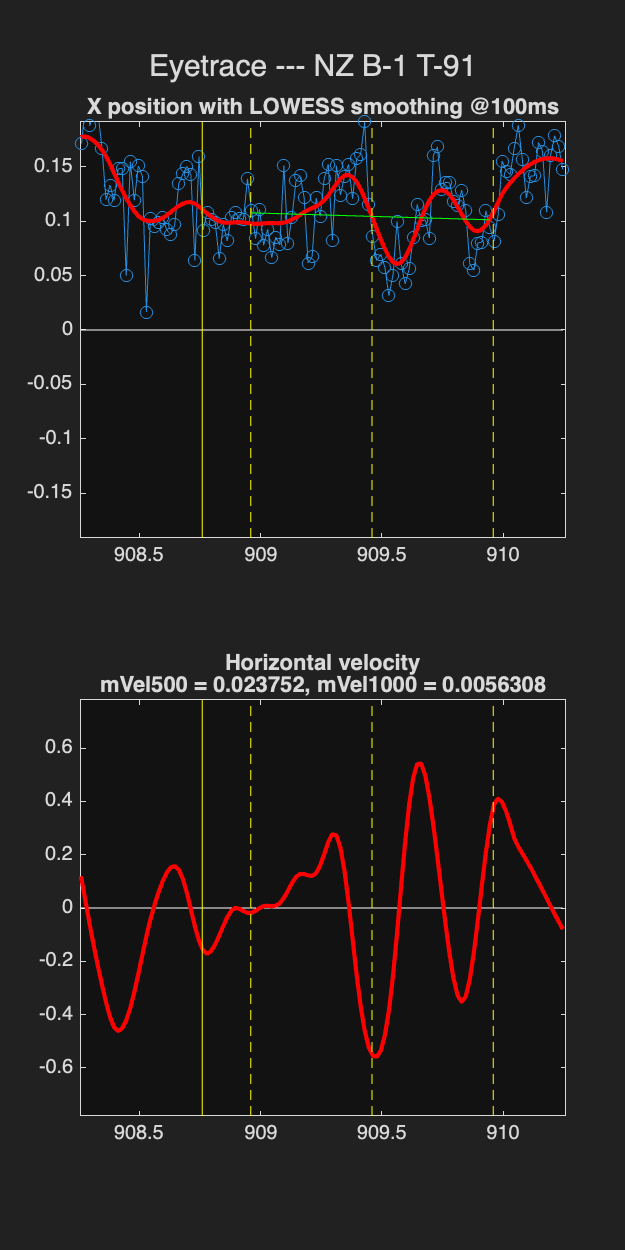 Eyetrace --- NZ B-1 T-91
X position with LOWESS smoothing @100ms
0.15
0.1
0.05
0
-0.05
-0.1
-0.15
908.5 909 909.5 910
Horizontal velocity
mVel500 = 0.023752, mVel1000 = 0.0056308
0.6
0.4
0.2
0
-0.2
-0.4
-0.6
908.5 909 909.5 910